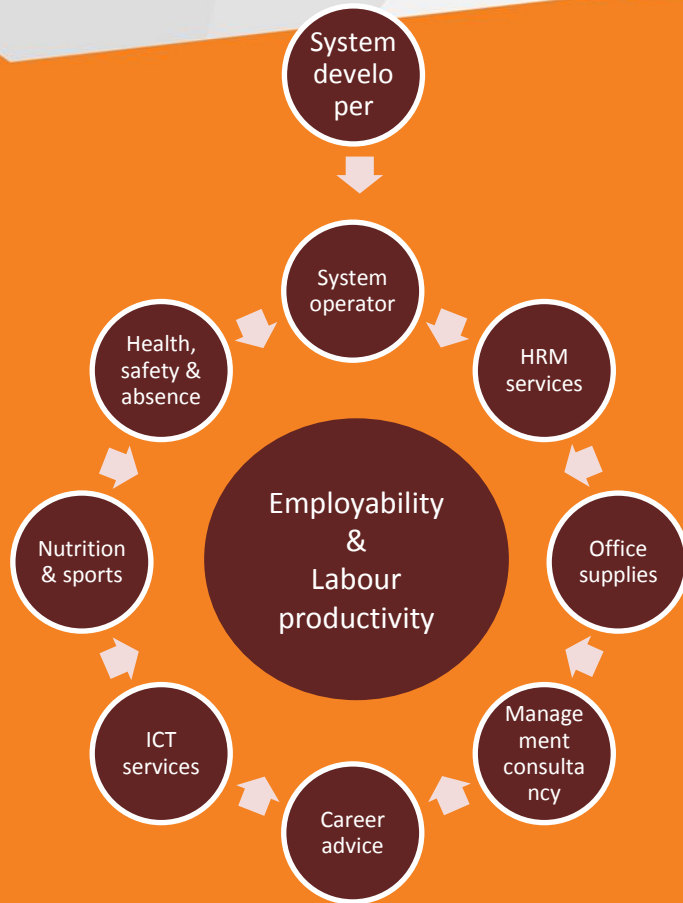 System
develo
per
System
operator
HRM
services
Office
supplies
Manage
ment
consulta
ncy
Career
advice
ICT
services
Nutrition
& sports
Health,
safety &
absence
Employability
&
Labour
productivity